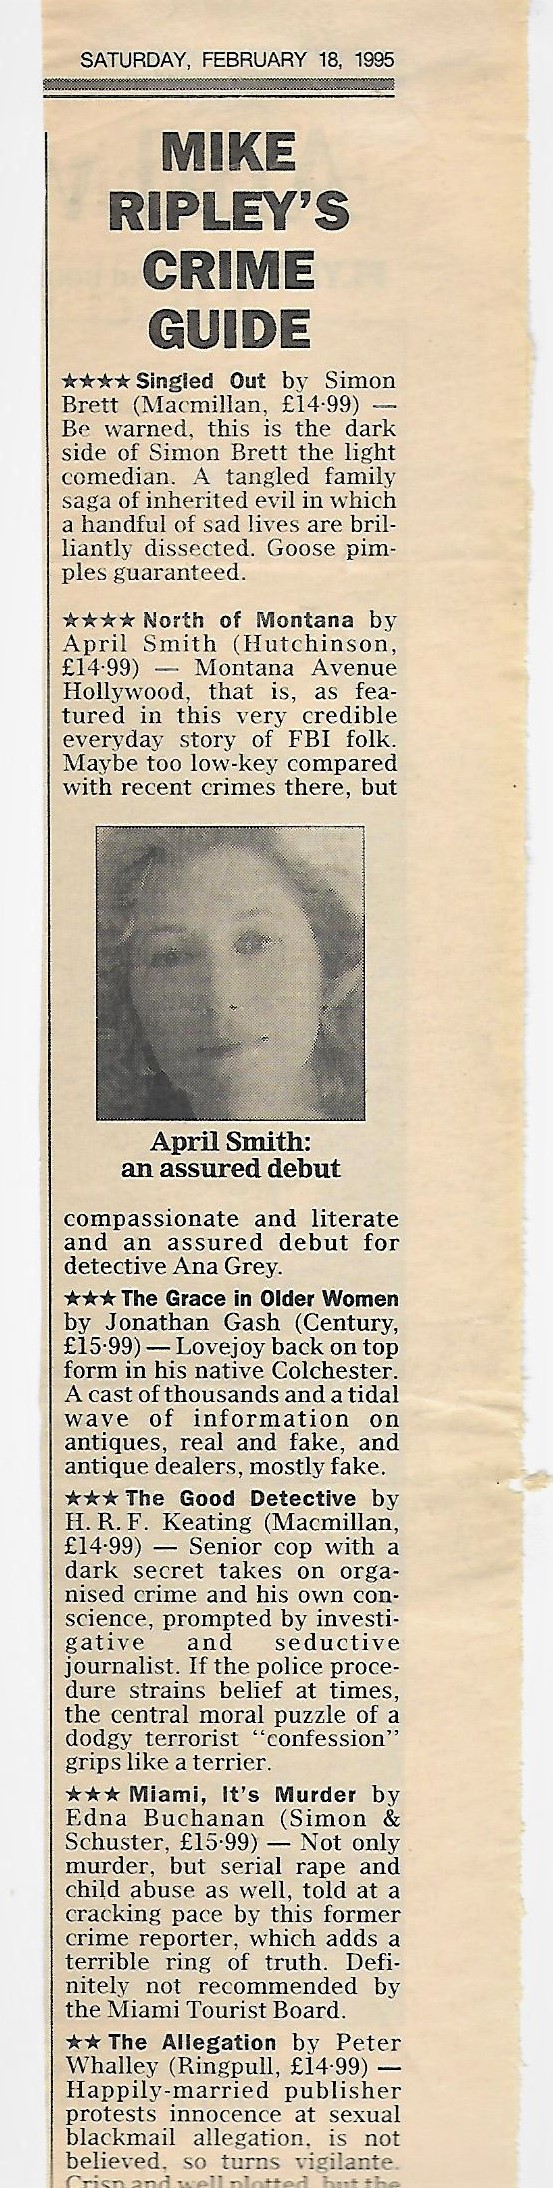 SATURDAY, FEBRUARY 18, 1995
MIKE
RIPLEY'S
CRIME
GUIDE
★★★★ Singled Out by Simon
Brett (Macmillan, £14·99) —
Be warned, this is the dark
side of Simon Brett the light
comedian. A tangled family
saga of inherited evil in which
a handful of sad lives are bril-
liantly dissected. Goose pim-
ples guaranteed.
★★★★ North of Montana by
April Smith (Hutchinson,
£14·99) — Montana Avenue
Hollywood, that is, as fea-
tured in this very credible
everyday story of FBI folk.
Maybe too low-key compared
with recent crimes there, but
April Smith:
an assured debut
compassionate and literate
and an assured debut for
detective Ana Grey.
★★★ The Grace in Older Women
by Jonathan Gash (Century,
£15·99) — Lovejoy back on top
form in his native Colchester.
A cast of thousands and a tidal
wave of information on
antiques, real and fake, and
antique dealers, mostly fake.
★★★ The Good Detective by
H. R. F. Keating (Macmillan,
£14·99) — Senior cop with a
dark secret takes on orga-
nised crime and his own con-
science, prompted by investi-
gative and seductive
journalist. If the police proce-
dure strains belief at times,
the central moral puzzle of a
dodgy terrorist "confession"
grips like a terrier.
★★★ Miami, It's Murder by
Edna Buchanan (Simon &
Schuster, £15·99) — Not only
murder, but serial rape and
child abuse as well, told at a
cracking pace by this former
crime reporter, which adds a
terrible ring of truth. Defi-
nitely not recommended by
the Miami Tourist Board.
★★ The Allegation by Peter
Whalley (Ringpull, £14·99) —
Happily-married publisher
protests innocence at sexual
blackmail allegation, is not
believed, so turns vigilante.
Crisp and well plotted, but the